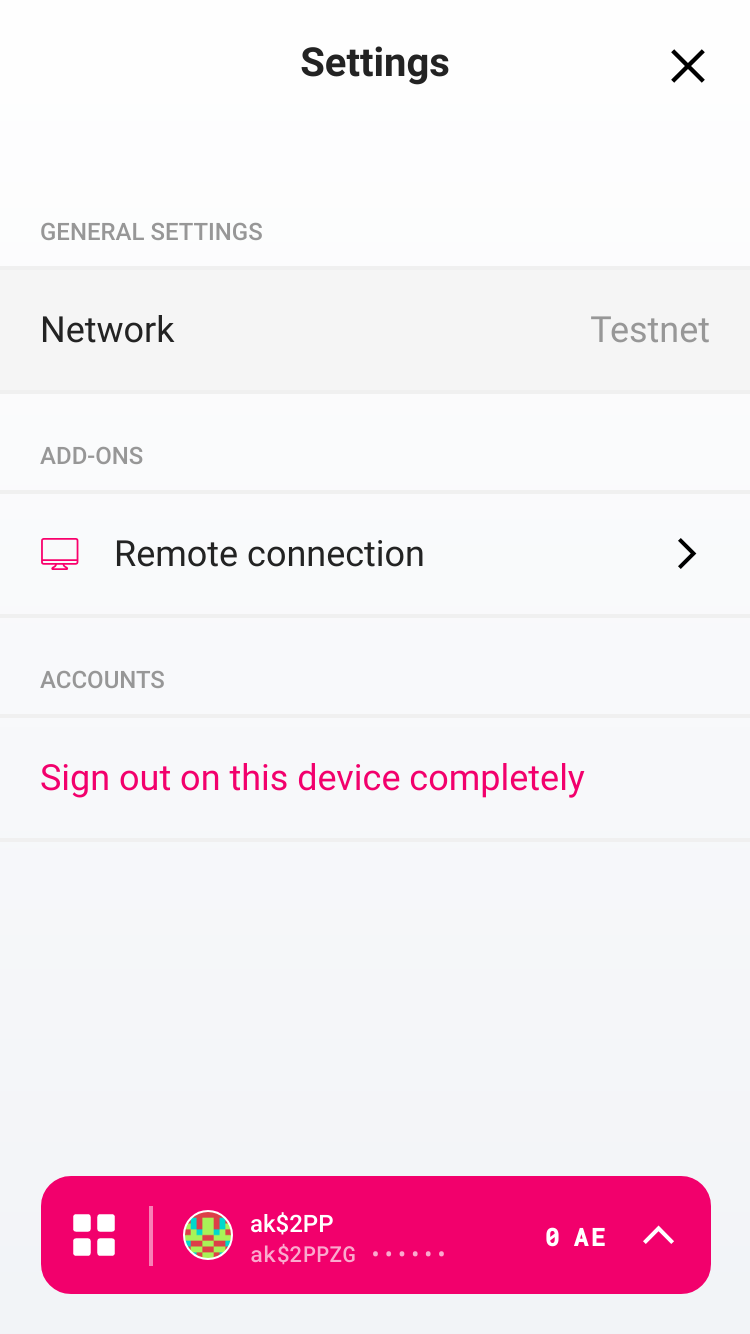 Settings
GENERAL SETTINGS
Network
Testnet
ADD-ONS
Remote connection
ACCOUNTS
Sign out on this device completely
ak$2PP
ak$2PPZG ······
0 AE